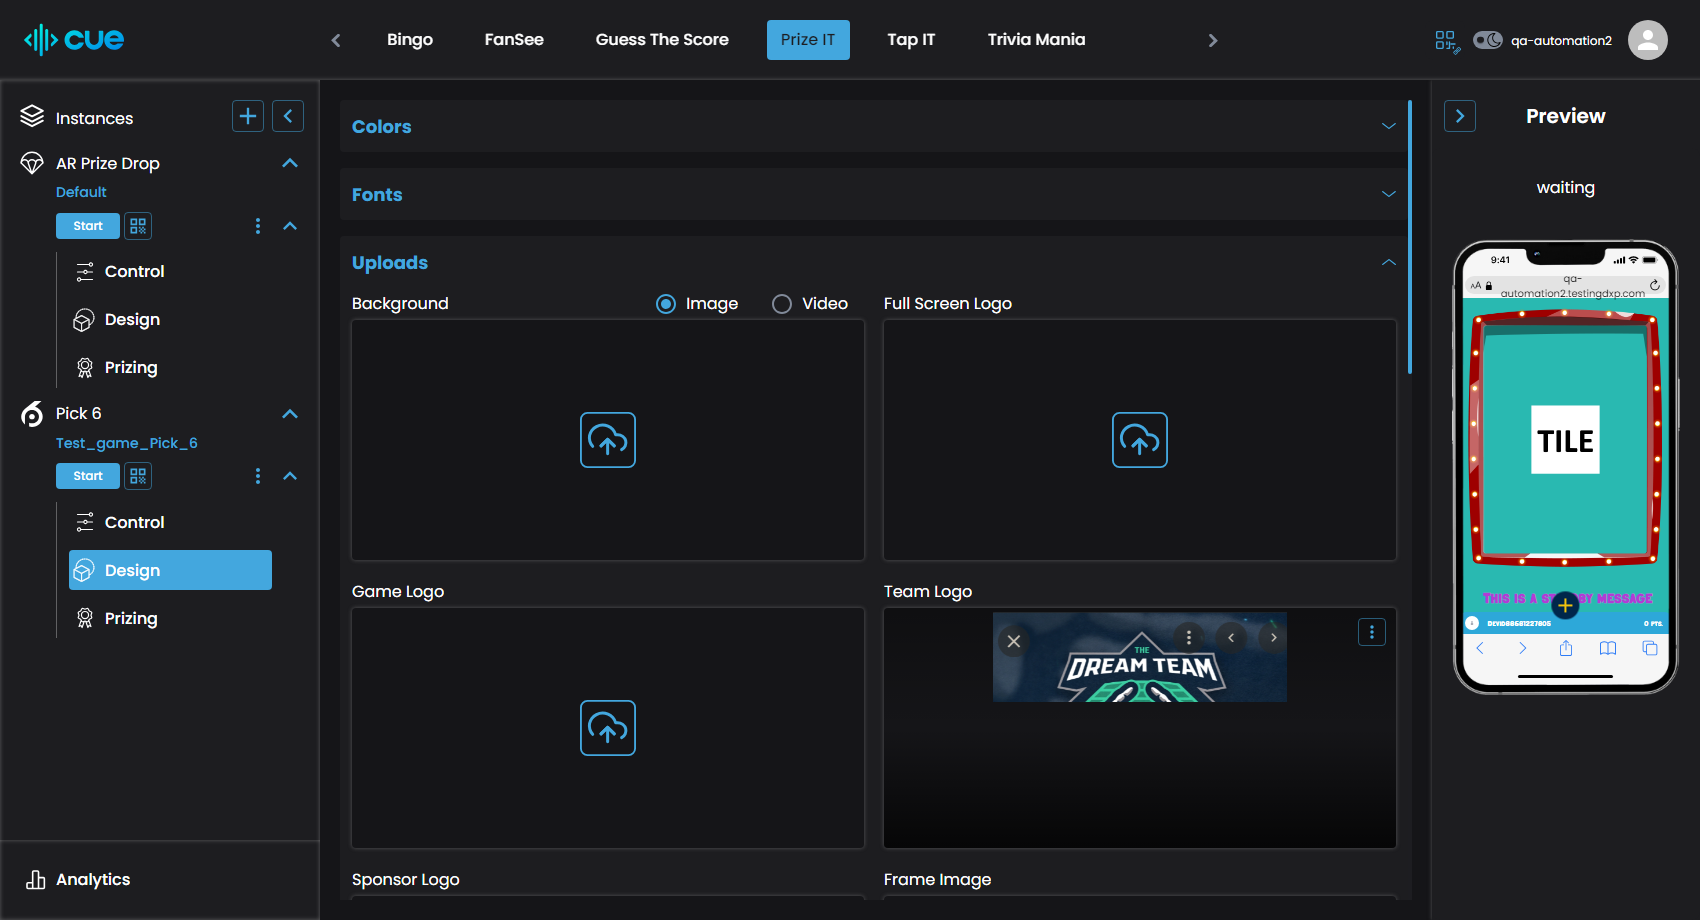 cue
Bingo
FanSee
Guess The Score
Prize IT
Tap IT
Trivia Mania
qa-automation2
Instances
AR Prize Drop
Default
Start
Control
Design
Prizing
Pick 6
Test_game_Pick_6
Start
Control
Design
Prizing
Analytics
Colors
Fonts
Uploads
Background
Image
Video
Full Screen Logo
Game Logo
Team Logo
THE
DREAM TEAM
Sponsor Logo
Frame Image
Preview
waiting
9:41
AA
qa-
automation2.testingdxp.com
TILE
THIS IS A ST BY MESSAGE
0 PTS.